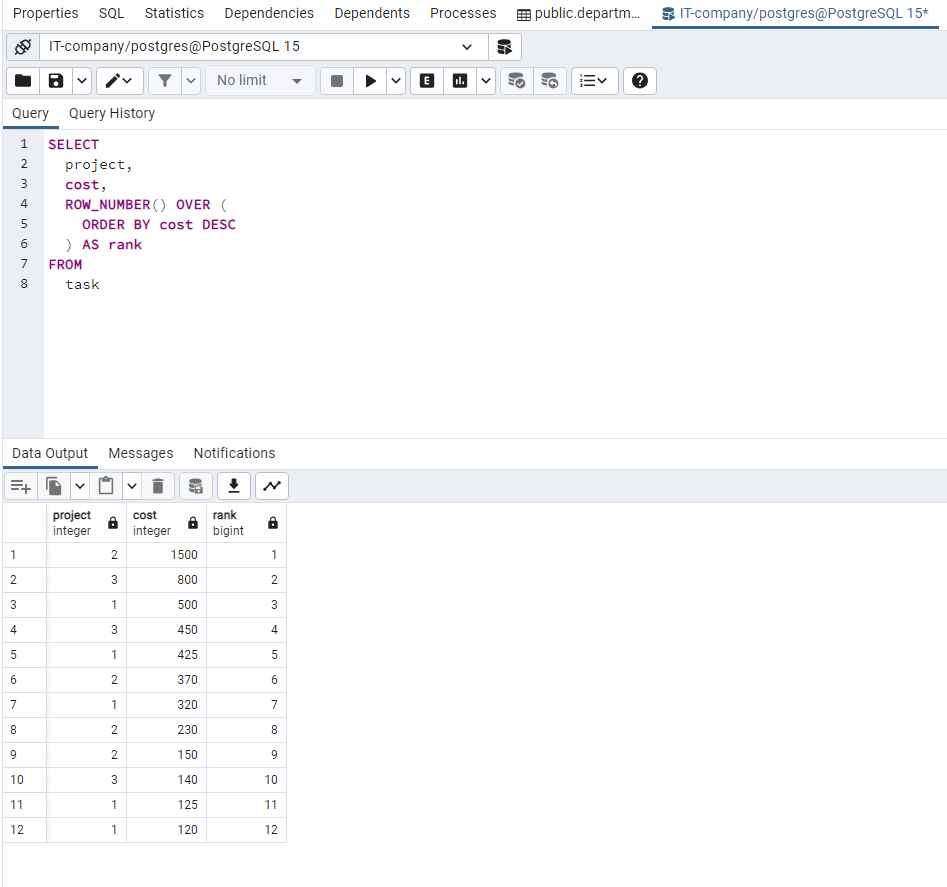 Properties SQL Statistics Dependencies Dependents Processes public.departm... IT-company/postgres@PostgreSQL 15*
IT-company/postgres@PostgreSQL 15
No limit E ?
Query Query History
1 SELECT
2 project,
3 cost,
4 ROW_NUMBER() OVER (
5 ORDER BY cost DESC
6 ) AS rank
7 FROM
8 task
Data Output Messages Notifications
project cost rank
integer integer bigint
1 2 1500 1
2 3 800 2
3 1 500 3
4 3 450 4
5 1 425 5
6 2 370 6
7 1 320 7
8 2 230 8
9 2 150 9
10 3 140 10
11 1 125 11
12 1 120 12